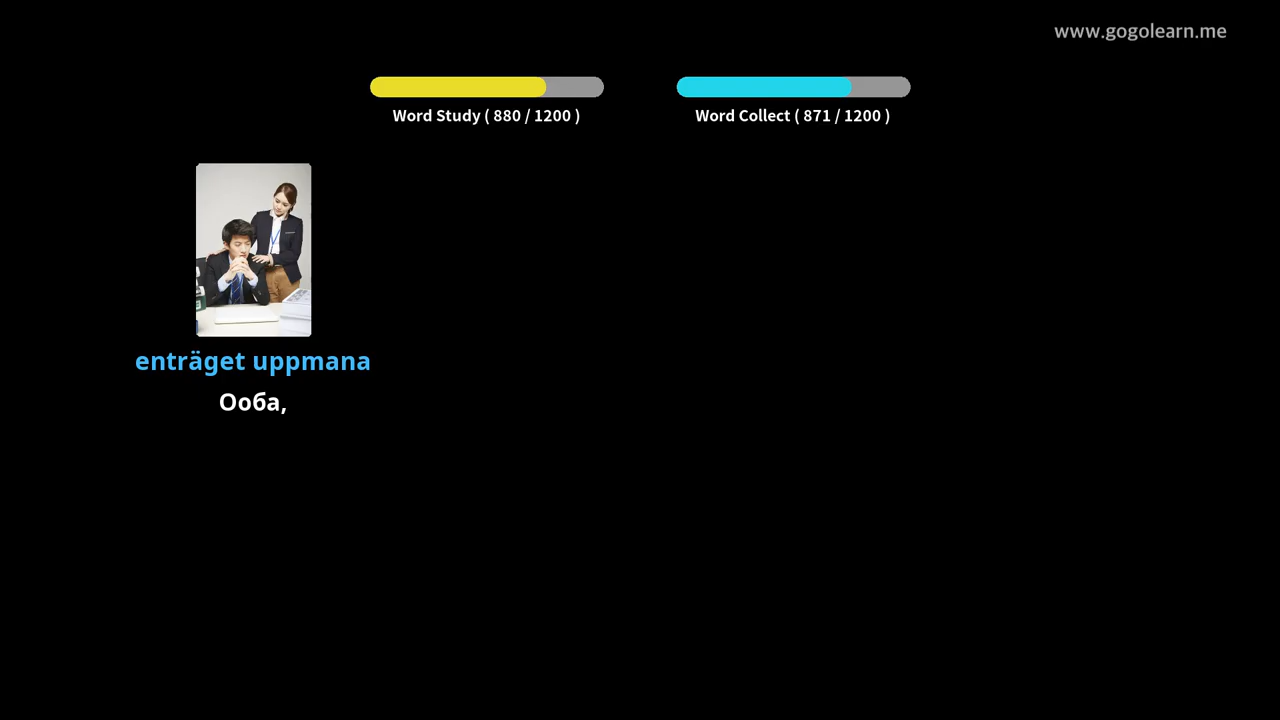 www.gogolearn.me
Word Study ( 880 / 1200 )
Word Collect ( 871 / 1200 )
enträget uppmana
Ооба,